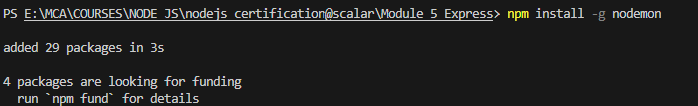 PS E:\MCA\COURSES\NODE JS\nodejs certification@scalar\Module 5 Express> npm install -g nodemon
added 29 packages in 3s
4 packages are looking for funding
  run `npm fund` for details